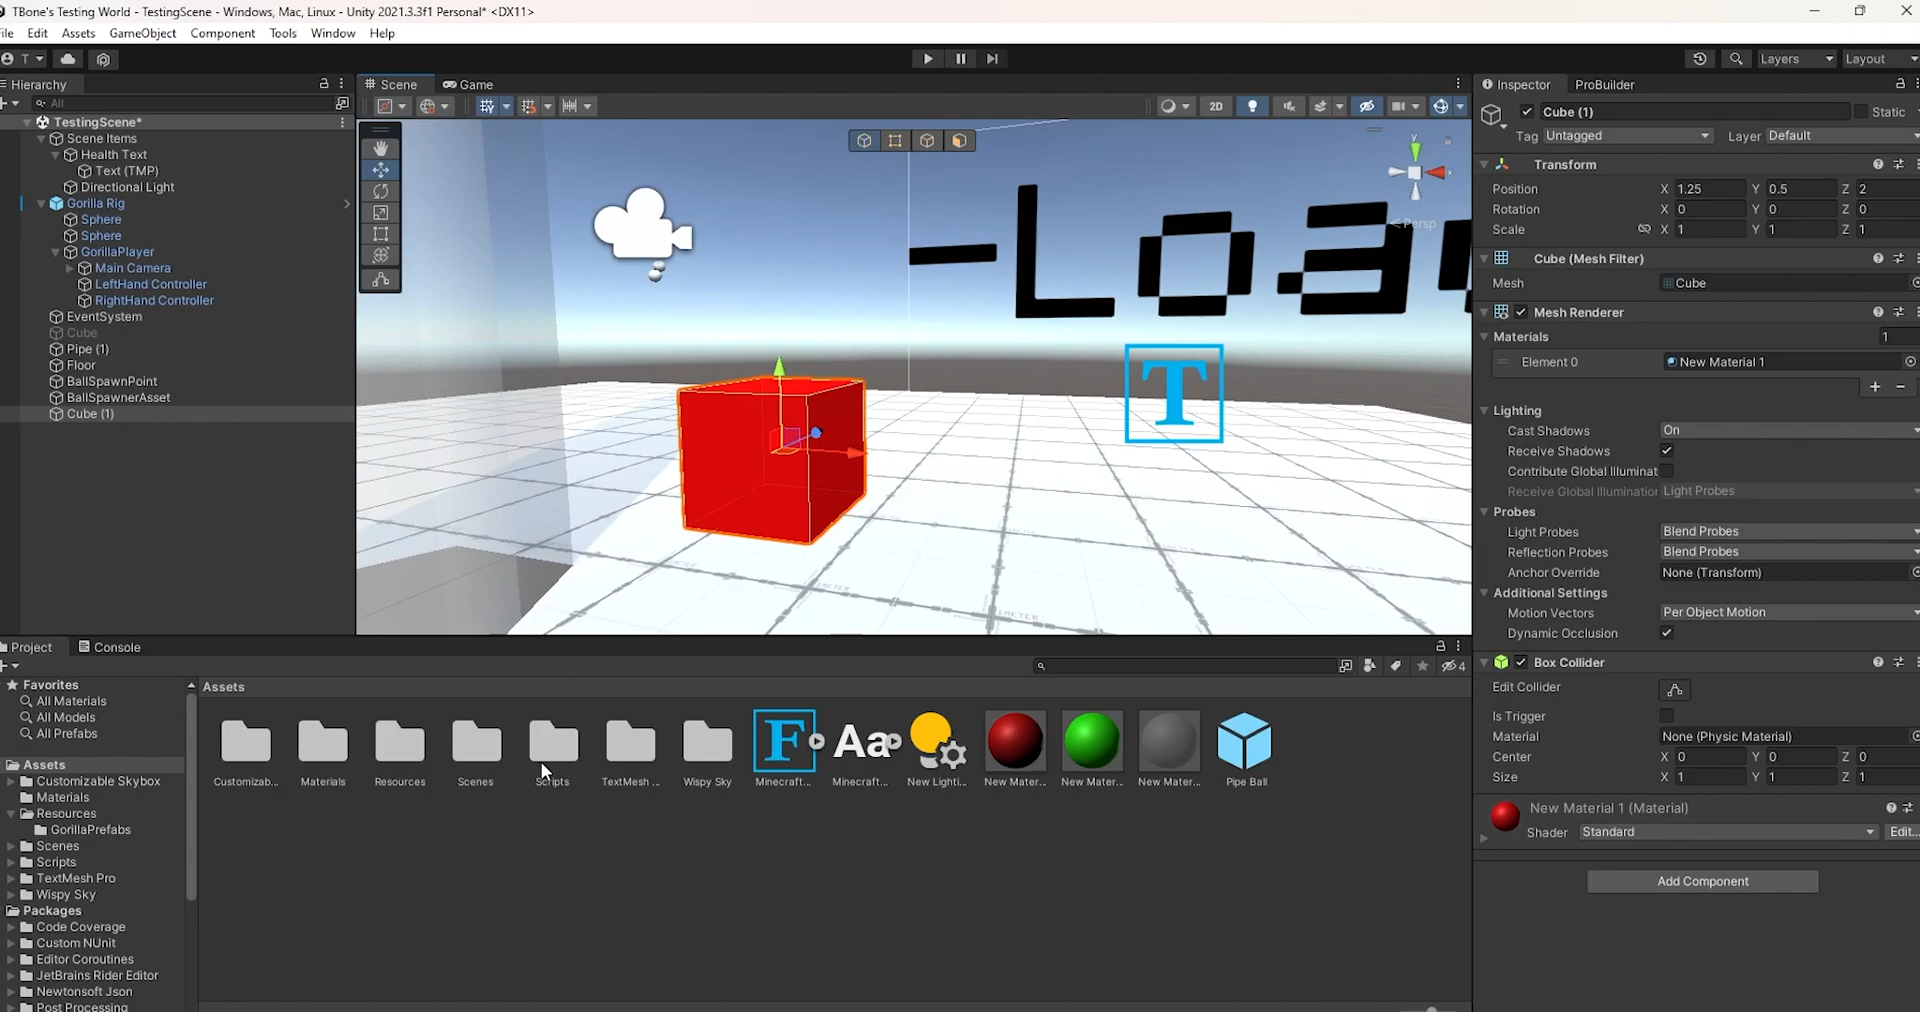 TBone's Testing World - TestingScene - Windows, Mac, Linux - Unity 2021.3.3f1 Personal* <DX11>
ile Edit Assets GameObject Component Tools Window Help
T Layers Layout
Hierarchy
All
TestingScene*
Scene Items
Health Text
Text (TMP)
Directional Light
Gorilla Rig
Sphere
Sphere
GorillaPlayer
Main Camera
LeftHand Controller
RightHand Controller
EventSystem
Cube
Pipe (1)
Floor
BallSpawnPoint
BallSpawnerAsset
Cube (1)
Scene Game
2D
y
Persp
-Loa
T
Inspector ProBuilder
Cube (1) Static
Tag Untagged Layer Default
Transform
Position X 1.25 Y 0.5 Z 2
Rotation X 0 Y 0 Z 0
Scale X 1 Y 1 Z 1
Cube (Mesh Filter)
Mesh Cube
Mesh Renderer
Materials 1
Element 0 New Material 1
Lighting
Cast Shadows On
Receive Shadows
Contribute Global Illuminat
Receive Global Illumination Light Probes
Probes
Light Probes Blend Probes
Reflection Probes Blend Probes
Anchor Override None (Transform)
Additional Settings
Motion Vectors Per Object Motion
Dynamic Occlusion
Box Collider
Edit Collider
Is Trigger
Material None (Physic Material)
Center X 0 Y 0 Z 0
Size X 1 Y 1 Z 1
New Material 1 (Material)
Shader Standard Edit...
Add Component
Project Console
4
Favorites
All Materials
All Models
All Prefabs
Assets
Customizable Skybox
Materials
Resources
GorillaPrefabs
Scenes
Scripts
TextMesh Pro
Wispy Sky
Packages
Code Coverage
Custom NUnit
Editor Coroutines
JetBrains Rider Editor
Newtonsoft Json
Post Processing
Assets
F Aa
Customizab... Materials Resources Scenes Scripts TextMesh ... Wispy Sky Minecraft... Minecraft... New Lighti... New Mater... New Mater... New Mater... Pipe Ball